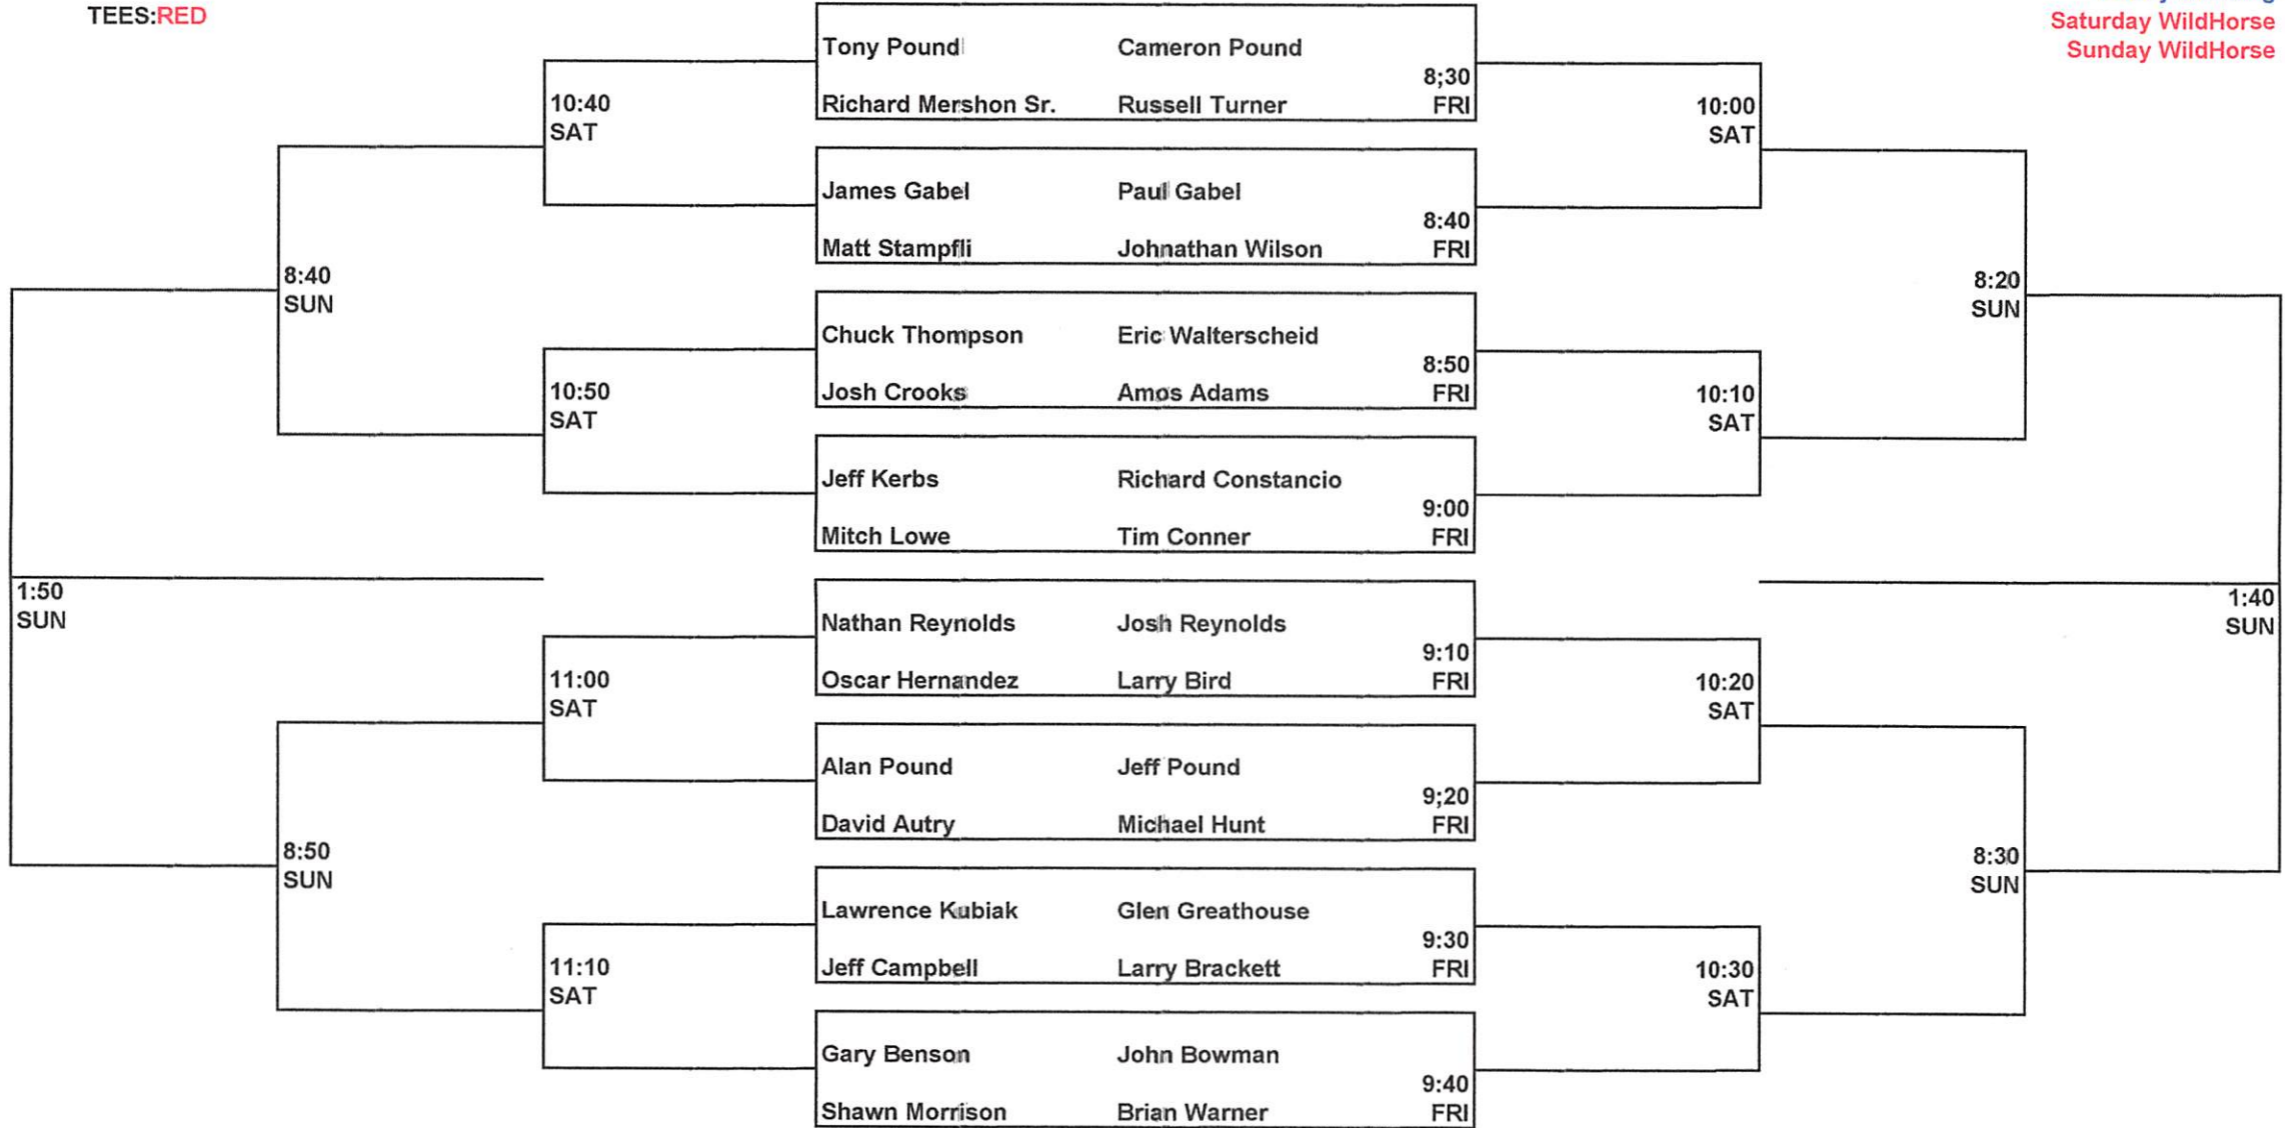 TEES:RED
Saturday WildHorse
Sunday WildHorse
Tony Pound Cameron Pound
8;30
Richard Mershon Sr. Russell Turner FRI
10:40
SAT
10:00
SAT
James Gabel Paul Gabel
8:40
Matt Stampfli Johnathan Wilson FRI
8:40
SUN
8:20
SUN
Chuck Thompson Eric Walterscheid
8:50
Josh Crooks Amos Adams FRI
10:50
SAT
10:10
SAT
Jeff Kerbs Richard Constancio
9:00
Mitch Lowe Tim Conner FRI
1:50
SUN
1:40
SUN
Nathan Reynolds Josh Reynolds
9:10
Oscar Hernandez Larry Bird FRI
11:00
SAT
10:20
SAT
Alan Pound Jeff Pound
9;20
David Autry Michael Hunt FRI
8:50
SUN
8:30
SUN
Lawrence Kubiak Glen Greathouse
9:30
Jeff Campbell Larry Brackett FRI
11:10
SAT
10:30
SAT
Gary Benson John Bowman
9:40
Shawn Morrison Brian Warner FRI